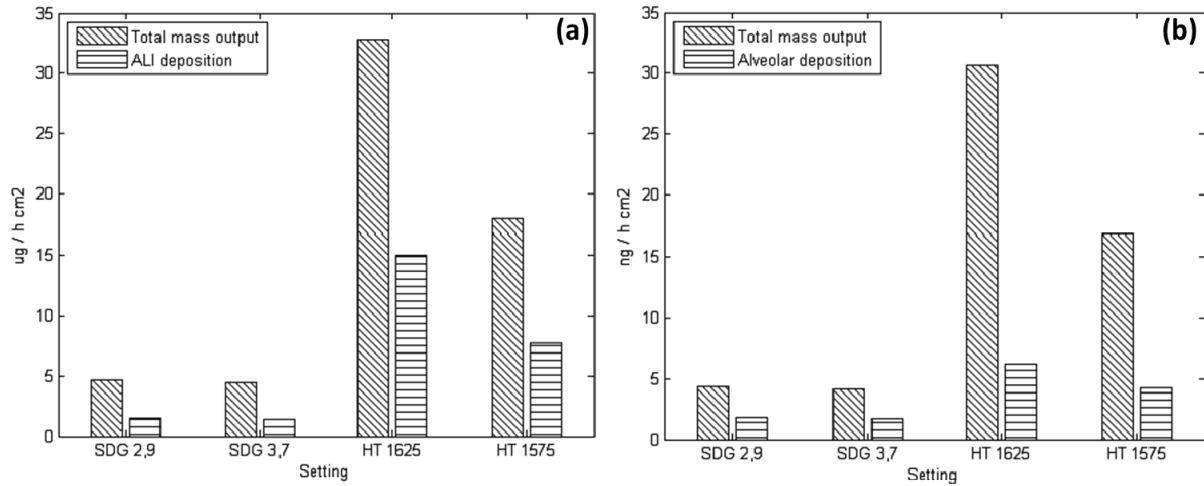 35
30
25
20
15
10
5
0
ug / h cm2
Total mass output
ALI deposition
(a)
SDG 2,9 SDG 3,7 HT 1625 HT 1575
Setting
35
30
25
20
15
10
5
0
ng / h cm2
Total mass output
Alveolar deposition
(b)
SDG 2,9 SDG 3,7 HT 1625 HT 1575
Setting